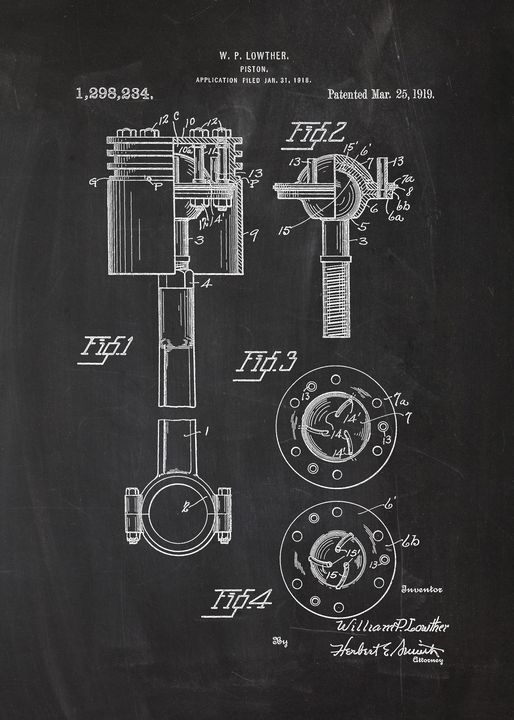 W. P. LOWTHER.
PISTON.
APPLICATION FILED JAN. 31, 1918.
1,298,234.
Patented Mar. 25, 1919.
Fig.1
12
C
10
12
10a
11
13
P
P
9
12'
14'
3
4
1
2
Fig.2
15'
6'
7
13
13
7a
8
6b
6a
6
5
3
15
Fig.3
13
7a
14'
7
14
13
14'
Fig.4
6'
6b
15'
15
13
Inventor
William P. Lowther
By
Herbert E. Smith
Attorney